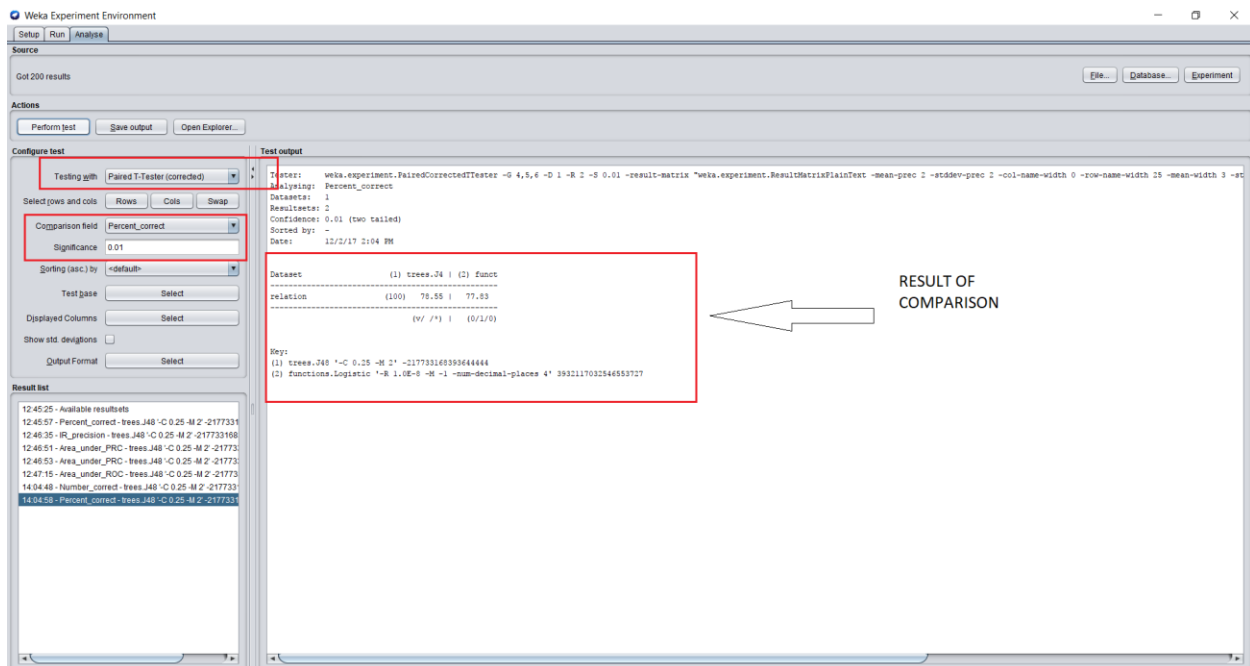 Weka Experiment Environment
Setup Run Analyse
Source
Got 200 results
File... Database... Experiment
Actions
Perform test Save output Open Explorer...
Configure test
Testing with Paired T-Tester (corrected)
Select rows and cols Rows Cols Swap
Comparison field Percent_correct
Significance 0.01
Sorting (asc.) by <default>
Test base Select
Displayed Columns Select
Show std. deviations
Output Format Select
Result list
12:45:25 - Available resultsets
12:45:57 - Percent_correct - trees.J48 '-C 0.25 -M 2' -2177331
12:46:35 - IR_precision - trees.J48 '-C 0.25 -M 2' -217733168
12:46:51 - Area_under_PRC - trees.J48 '-C 0.25 -M 2' -21773
12:46:53 - Area_under_PRC - trees.J48 '-C 0.25 -M 2' -21773
12:47:15 - Area_under_ROC - trees.J48 '-C 0.25 -M 2' -21773
14:04:48 - Number_correct - trees.J48 '-C 0.25 -M 2' -217733
14:04:58 - Percent_correct - trees.J48 '-C 0.25 -M 2' -2177331
Test output
Tester: weka.experiment.PairedCorrectedTTester -G 4,5,6 -D 1 -R 2 -S 0.01 -result-matrix "weka.experiment.ResultMatrixPlainText -mean-prec 2 -stddev-prec 2 -col-name-width 0 -row-name-width 25 -mean-width 3 -st
Analysing: Percent_correct
Datasets: 1
Resultsets: 2
Confidence: 0.01 (two tailed)
Sorted by: -
Date: 12/2/17 2:04 PM
Dataset (1) trees.J4 | (2) funct
--------------------------------------------------
relation (100) 78.55 | 77.83
--------------------------------------------------
(v/ /*) | (0/1/0)
Key:
(1) trees.J48 '-C 0.25 -M 2' -217733168393644444
(2) functions.Logistic '-R 1.0E-8 -M -1 -num-decimal-places 4' 3932117032546553727
RESULT OF
COMPARISON